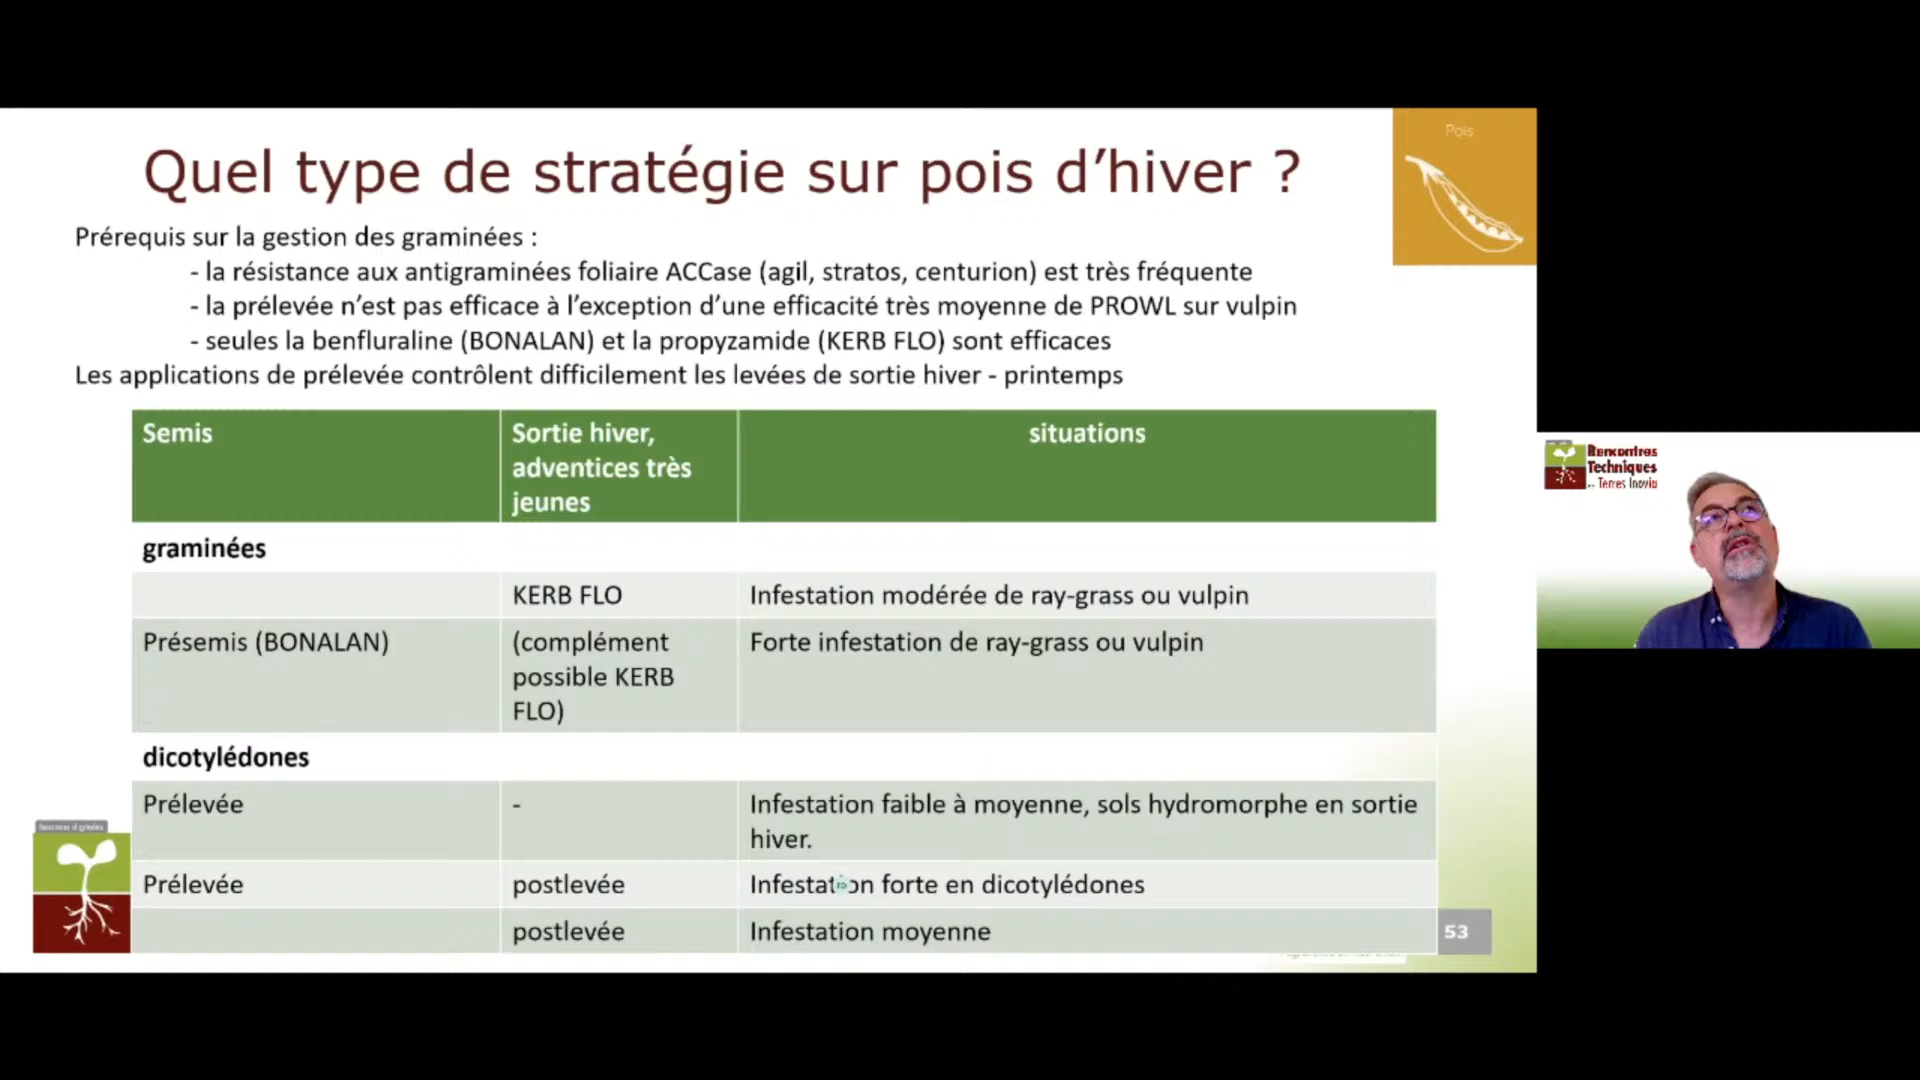 Pois
Quel type de stratégie sur pois d’hiver ?
Prérequis sur la gestion des graminées :
- la résistance aux antigraminées foliaire ACCase (agil, stratos, centurion) est très fréquente
- la prélevée n’est pas efficace à l’exception d’une efficacité très moyenne de PROWL sur vulpin
- seules la benfluraline (BONALAN) et la propyzamide (KERB FLO) sont efficaces
Les applications de prélevée contrôlent difficilement les levées de sortie hiver - printemps
Semis
Sortie hiver,
adventices très
jeunes
situations
graminées
KERB FLO
Infestation modérée de ray-grass ou vulpin
Présemis (BONALAN)
(complément
possible KERB
FLO)
Forte infestation de ray-grass ou vulpin
dicotylédones
Prélevée
-
Infestation faible à moyenne, sols hydromorphe en sortie
hiver.
Prélevée
postlevée
Infestation forte en dicotylédones
postlevée
Infestation moyenne
53
Sessions digitales
Rencontres
Techniques
Terres Inovia